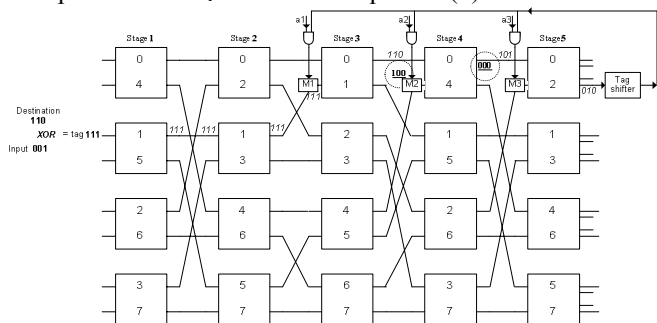 a1 a2 a3
Stage 1 Stage 2 Stage 3 Stage 4 Stage 5
110 101
0 0 0 0 0
100 000
4 2 M1 1 M2 4 M3 2 Tag shifter
111 010
Destination
110
XOR = tag 111
Input 001
111 111 111
1 1 2 1 1
5 3 3 3 3
2 4 4 2 4
6 6 5 6 6
3 5 6 3 5
7 7 7 7 7